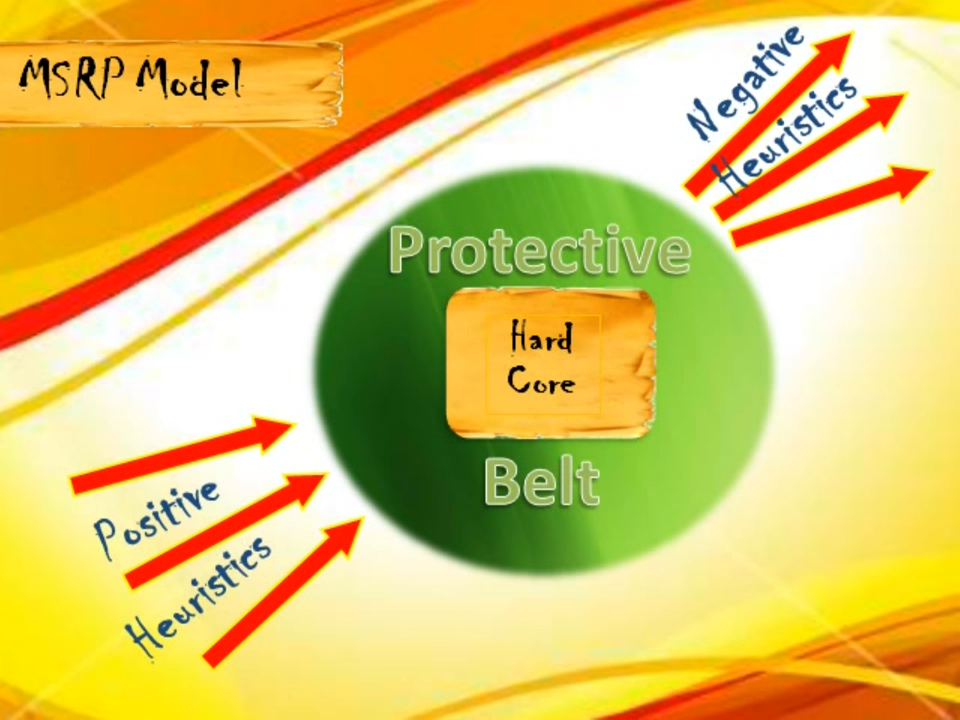 MSRP Model
Negative
Heuristics
Protective
Hard
Core
Belt
Positive
Heuristics